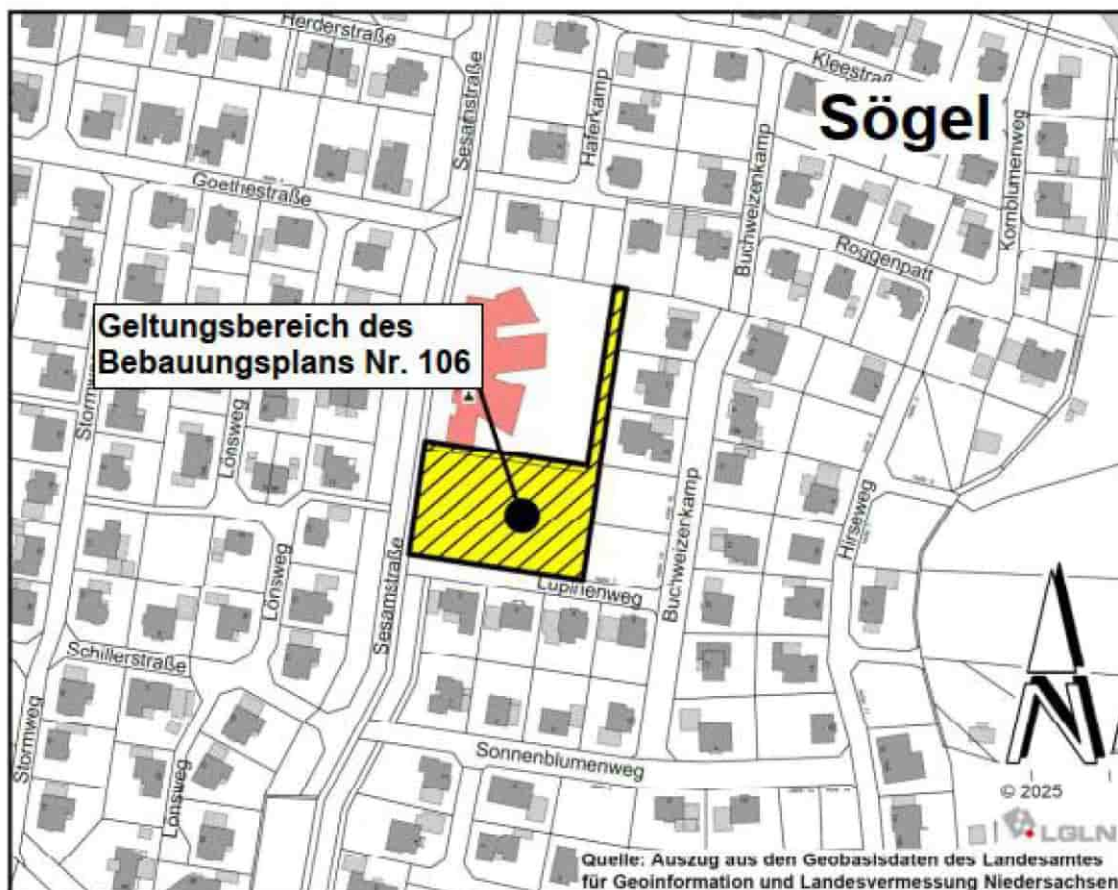 Herderstraße
Kleestraße
Sögel
Sesamstraße
Haferkamp
Buchweizenkamp
Kornblumenweg
Goethestraße
Roggenpatt
Geltungsbereich des
Bebauungsplans Nr. 106
Stormweg
Lönsweg
Buchweizenkamp
Hirseweg
Lönsweg
Sesamstraße
Lupinenweg
Schillerstraße
Stormweg
Lönsweg
Sonnenblumenweg
N
© 2025
LGLN
Quelle: Auszug aus den Geobasisdaten des Landesamtes
für Geoinformation und Landesvermessung Niedersachsen